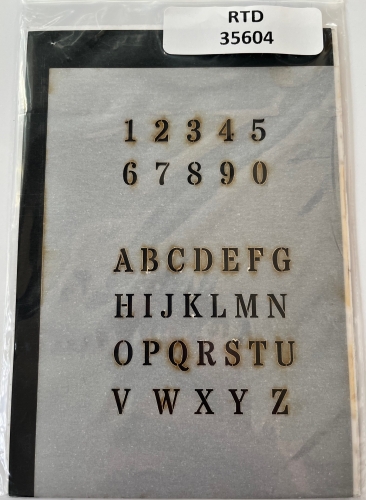 RTD
35604
1 2 3 4 5
6 7 8 9 0
A B C D E F G
H I J K L M N
O P Q R S T U
V W X Y Z